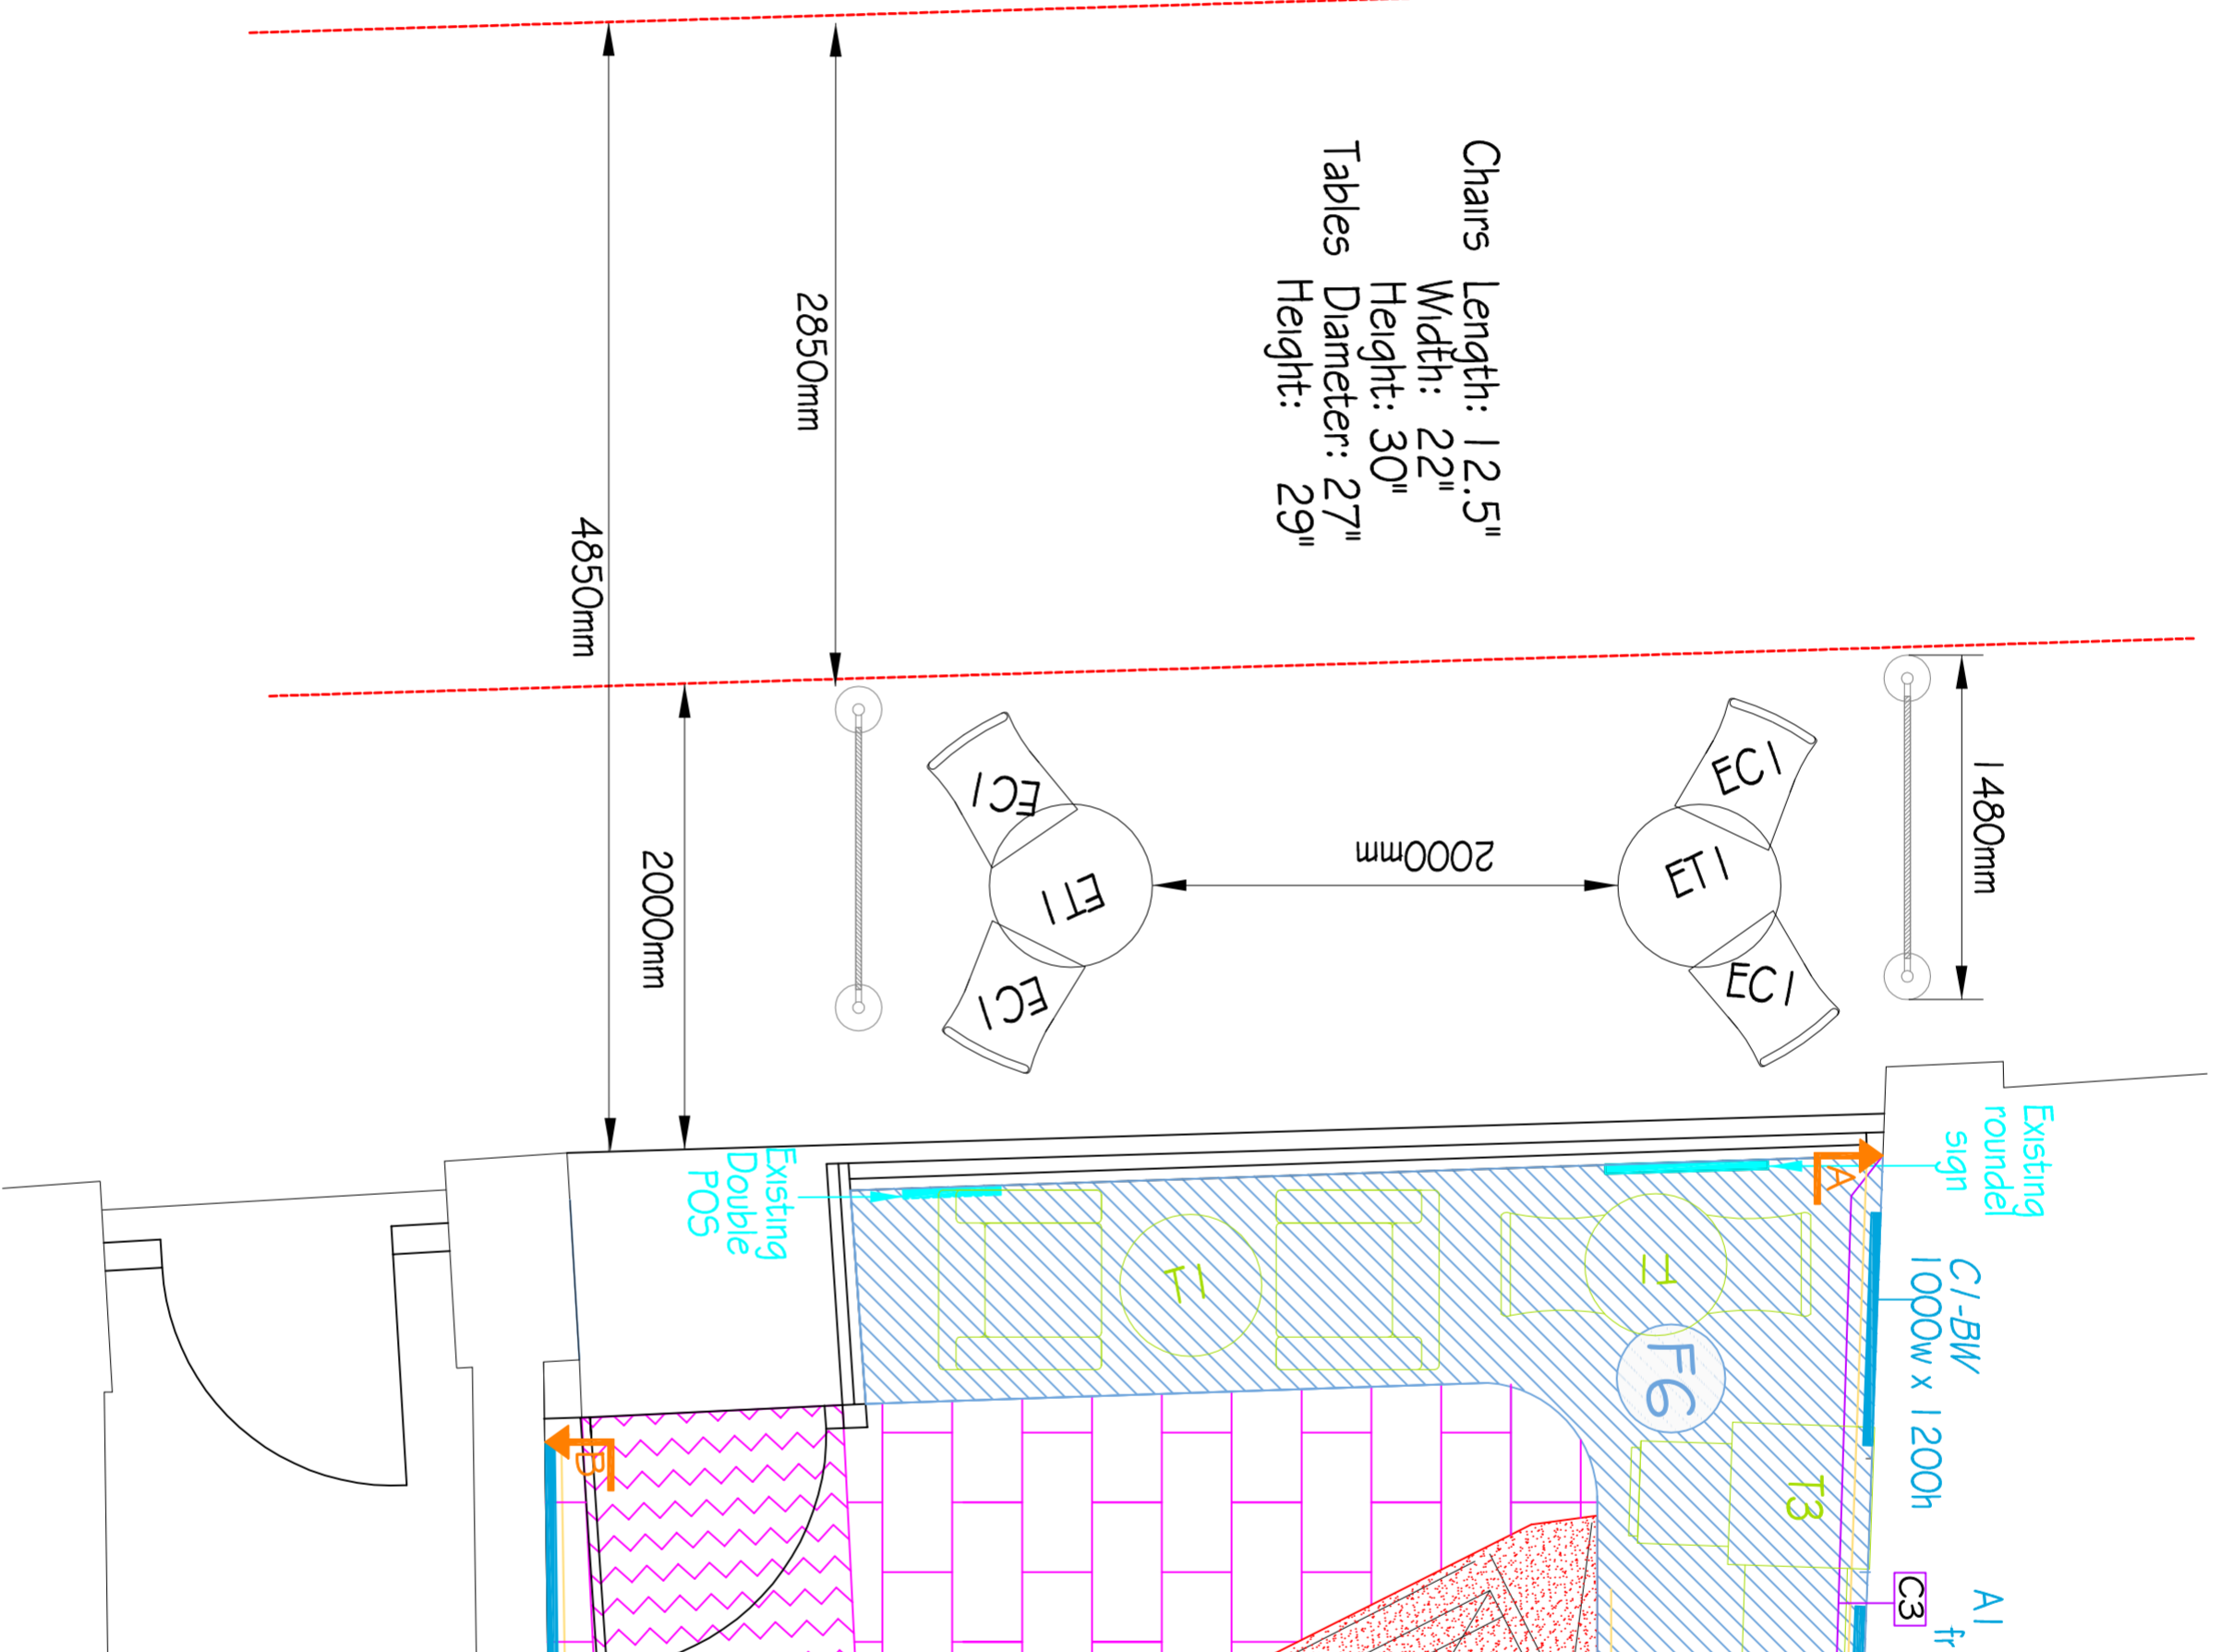 Chairs Length: 12.5"
Width: 22"
Height: 30"
Tables Diameter: 27"
Height: 29"
2850mm
4850mm
2000mm
1480mm
2000mm
EC1
EC1
ET1
ET1
EC1
EC1
Existing
roundel
sign
Existing
Double
POS
A
C1-BW
1000w x 1200h
T1
T1
F6
T3
B
C3
A1
fr